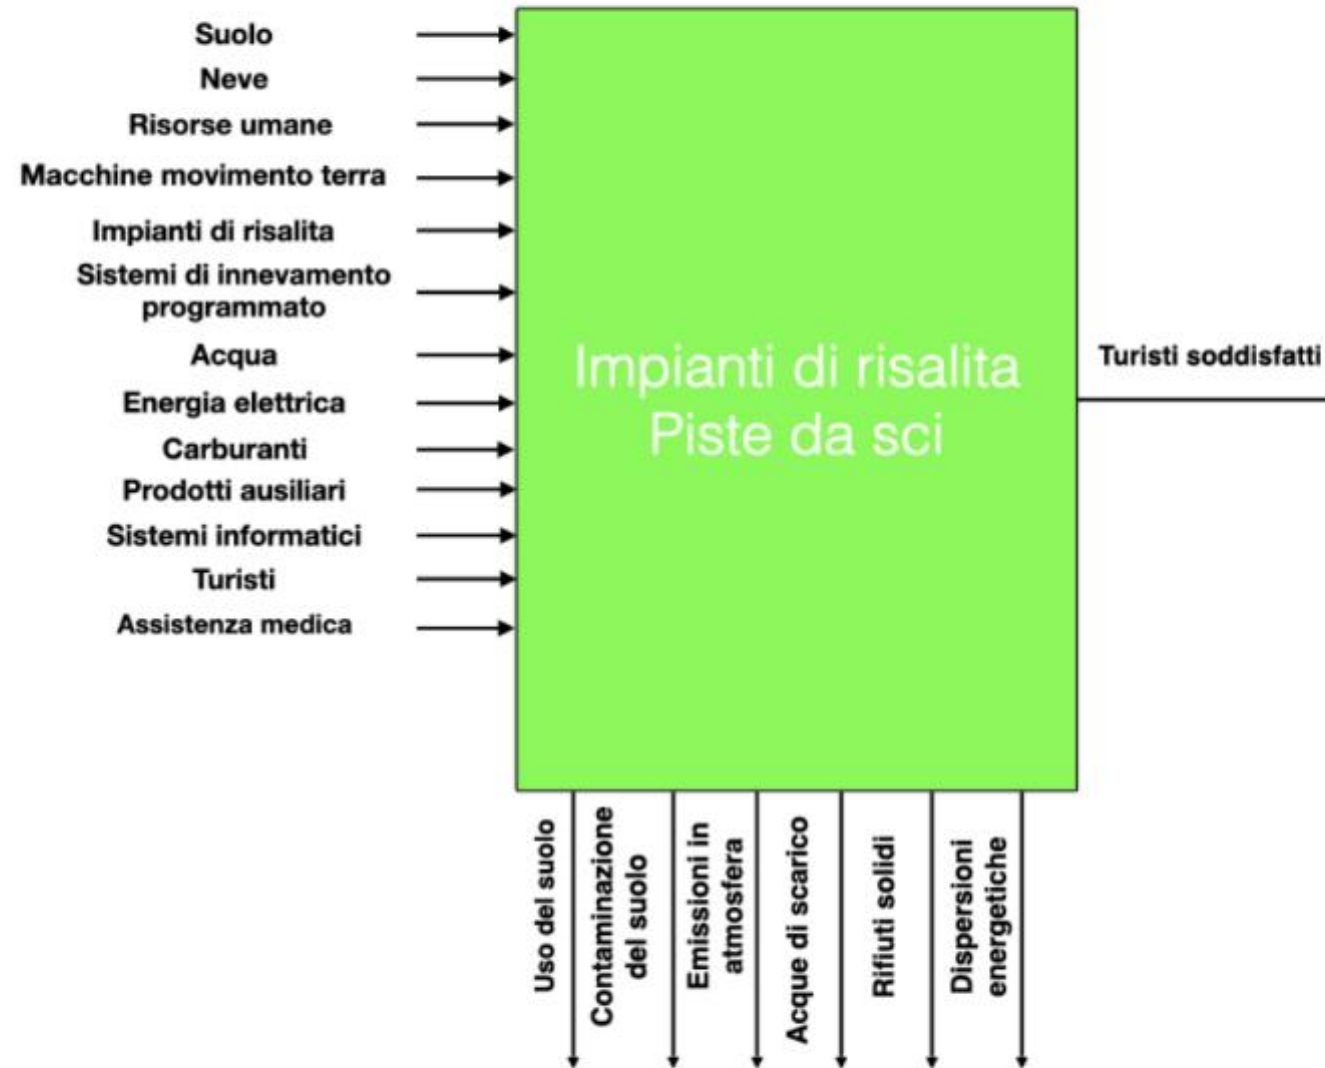 Suolo
Neve
Risorse umane
Macchine movimento terra
Impianti di risalita
Sistemi di innevamento
programmato
Acqua
Energia elettrica
Carburanti
Prodotti ausiliari
Sistemi informatici
Turisti
Assistenza medica
Impianti di risalita
Piste da sci
Turisti soddisfatti
Uso del suolo
Contaminazione
del suolo
Emissioni in
atmosfera
Acque di scarico
Rifiuti solidi
Dispersioni
energetiche